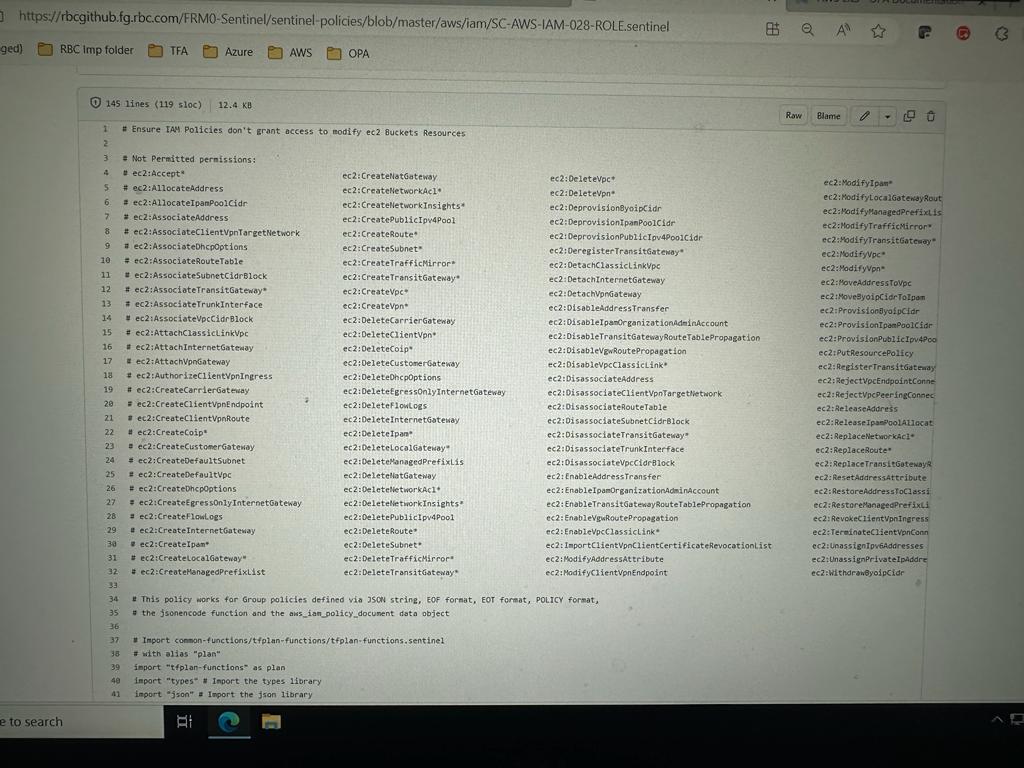 https://rbcgithub.fg.rbc.com/FRM0-Sentinel/sentinel-policies/blob/master/aws/iam/SC-AWS-IAM-028-ROLE.sentinel
ged) RBC Imp folder TFA Azure AWS OPA
145 lines (119 sloc) 12.4 KB Raw Blame
1 # Ensure IAM Policies don't grant access to modify ec2 Buckets Resources
2
3 # Not Permitted permissions:
4 # ec2:Accept* ec2:CreateNatGateway ec2:DeleteVpc* ec2:ModifyIpam*
5 # ec2:AllocateAddress ec2:CreateNetworkAcl* ec2:DeleteVpn* ec2:ModifyLocalGatewayRout
6 # ec2:AllocateIpamPoolCidr ec2:CreateNetworkInsights* ec2:DeprovisionByoipCidr ec2:ModifyManagedPrefixLis
7 # ec2:AssociateAddress ec2:CreatePublicIpv4Pool ec2:DeprovisionIpamPoolCidr ec2:ModifyTrafficMirror*
8 # ec2:AssociateClientVpnTargetNetwork ec2:CreateRoute* ec2:DeprovisionPublicIpv4PoolCidr ec2:ModifyTransitGateway*
9 # ec2:AssociateDhcpOptions ec2:CreateSubnet* ec2:DeregisterTransitGateway* ec2:ModifyVpc*
10 # ec2:AssociateRouteTable ec2:CreateTrafficMirror* ec2:DetachClassicLinkVpc ec2:ModifyVpn*
11 # ec2:AssociateSubnetCidrBlock ec2:CreateTransitGateway* ec2:DetachInternetGateway ec2:MoveAddressToVpc
12 # ec2:AssociateTransitGateway* ec2:CreateVpc* ec2:DetachVpnGateway ec2:MoveByoipCidrToIpam
13 # ec2:AssociateTrunkInterface ec2:CreateVpn* ec2:DisableAddressTransfer ec2:ProvisionByoipCidr
14 # ec2:AssociateVpcCidrBlock ec2:DeleteCarrierGateway ec2:DisableIpamOrganizationAdminAccount ec2:ProvisionIpamPoolCidr
15 # ec2:AttachClassicLinkVpc ec2:DeleteClientVpn* ec2:DisableTransitGatewayRouteTablePropagation ec2:ProvisionPublicIpv4Poo
16 # ec2:AttachInternetGateway ec2:DeleteCoip* ec2:DisableVgwRoutePropagation ec2:PutResourcePolicy
17 # ec2:AttachVpnGateway ec2:DeleteCustomerGateway ec2:DisableVpcClassicLink* ec2:RegisterTransitGateway
18 # ec2:AuthorizeClientVpnIngress ec2:DeleteDhcpOptions ec2:DisassociateAddress ec2:RejectVpcEndpointConne
19 # ec2:CreateCarrierGateway ec2:DeleteEgressOnlyInternetGateway ec2:DisassociateClientVpnTargetNetwork ec2:RejectVpcPeeringConnec
20 # ec2:CreateClientVpnEndpoint ec2:DeleteFlowLogs ec2:DisassociateRouteTable ec2:ReleaseAddress
21 # ec2:CreateClientVpnRoute ec2:DeleteInternetGateway ec2:DisassociateSubnetCidrBlock ec2:ReleaseIpamPoolAllocat
22 # ec2:CreateCoip* ec2:DeleteIpam* ec2:DisassociateTransitGateway* ec2:ReplaceNetworkAcl*
23 # ec2:CreateCustomerGateway ec2:DeleteLocalGateway* ec2:DisassociateTrunkInterface ec2:ReplaceRoute*
24 # ec2:CreateDefaultSubnet ec2:DeleteManagedPrefixLis ec2:DisassociateVpcCidrBlock ec2:ReplaceTransitGatewayR
25 # ec2:CreateDefaultVpc ec2:DeleteNatGateway ec2:EnableAddressTransfer ec2:ResetAddressAttribute
26 # ec2:CreateDhcpOptions ec2:DeleteNetworkAcl* ec2:EnableIpamOrganizationAdminAccount ec2:RestoreAddressToClassi
27 # ec2:CreateEgressOnlyInternetGateway ec2:DeleteNetworkInsights* ec2:EnableTransitGatewayRouteTablePropagation ec2:RestoreManagedPrefixLi
28 # ec2:CreateFlowLogs ec2:DeletePublicIpv4Pool ec2:EnableVgwRoutePropagation ec2:RevokeClientVpnIngress
29 # ec2:CreateInternetGateway ec2:DeleteRoute* ec2:EnableVpcClassicLink* ec2:TerminateClientVpnConn
30 # ec2:CreateIpam* ec2:DeleteSubnet* ec2:ImportClientVpnClientCertificateRevocationList ec2:UnassignIpv6Addresses
31 # ec2:CreateLocalGateway* ec2:DeleteTrafficMirror* ec2:ModifyAddressAttribute ec2:UnassignPrivateIpAddre
32 # ec2:CreateManagedPrefixList ec2:DeleteTransitGateway* ec2:ModifyClientVpnEndpoint ec2:WithdrawByoipCidr
33
34 # This policy works for Group policies defined via JSON string, EOF format, EOT format, POLICY format,
35 # the jsonencode function and the aws_iam_policy_document data object
36
37 # Import common-functions/tfplan-functions/tfplan-functions.sentinel
38 # with alias "plan"
39 import "tfplan-functions" as plan
40 import "types" # Import the types library
41 import "json" # Import the json library
e to search